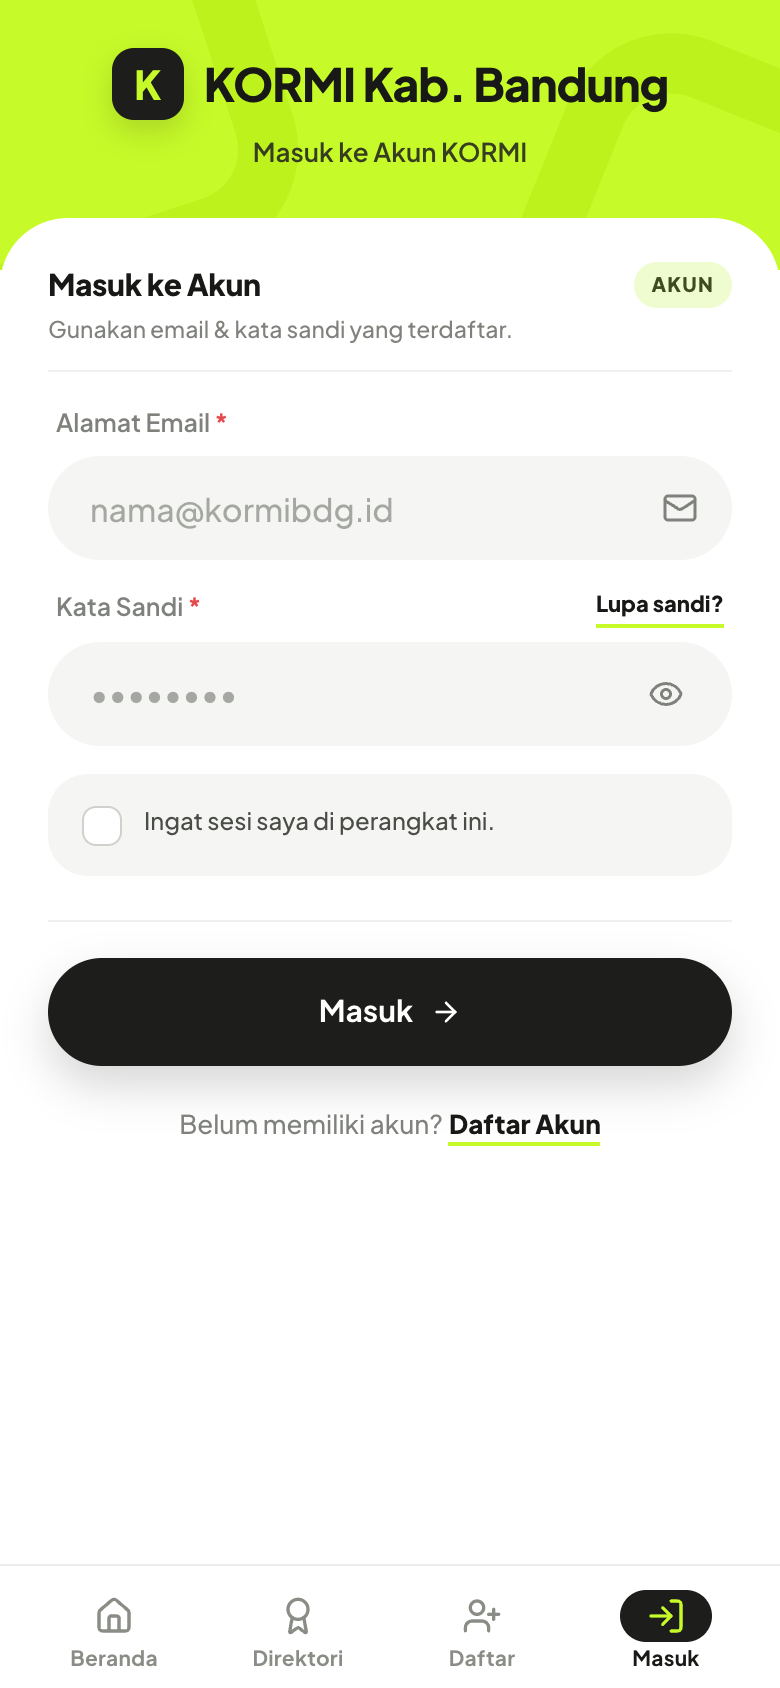 K KORMI Kab. Bandung
Masuk ke Akun KORMI
Masuk ke Akun
AKUN
Gunakan email & kata sandi yang terdaftar.
Alamat Email *
nama@kormibdg.id
Kata Sandi *
Lupa sandi?
••••••••
Ingat sesi saya di perangkat ini.
Masuk →
Belum memiliki akun? Daftar Akun
Beranda
Direktori
Daftar
Masuk